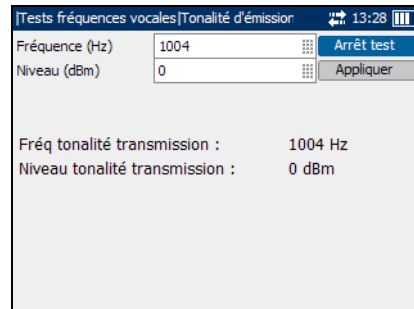 |Tests fréquences vocales|Tonalité d'émission 13:28
Fréquence (Hz) 1004 Arrêt test
Niveau (dBm) 0 Appliquer
Fréq tonalité transmission : 1004 Hz
Niveau tonalité transmission : 0 dBm